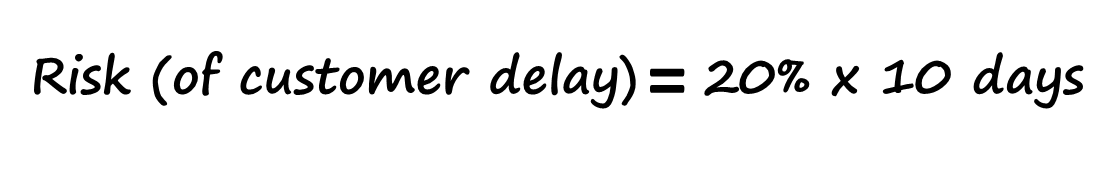 Risk (of customer delay) = 20% x 10 days